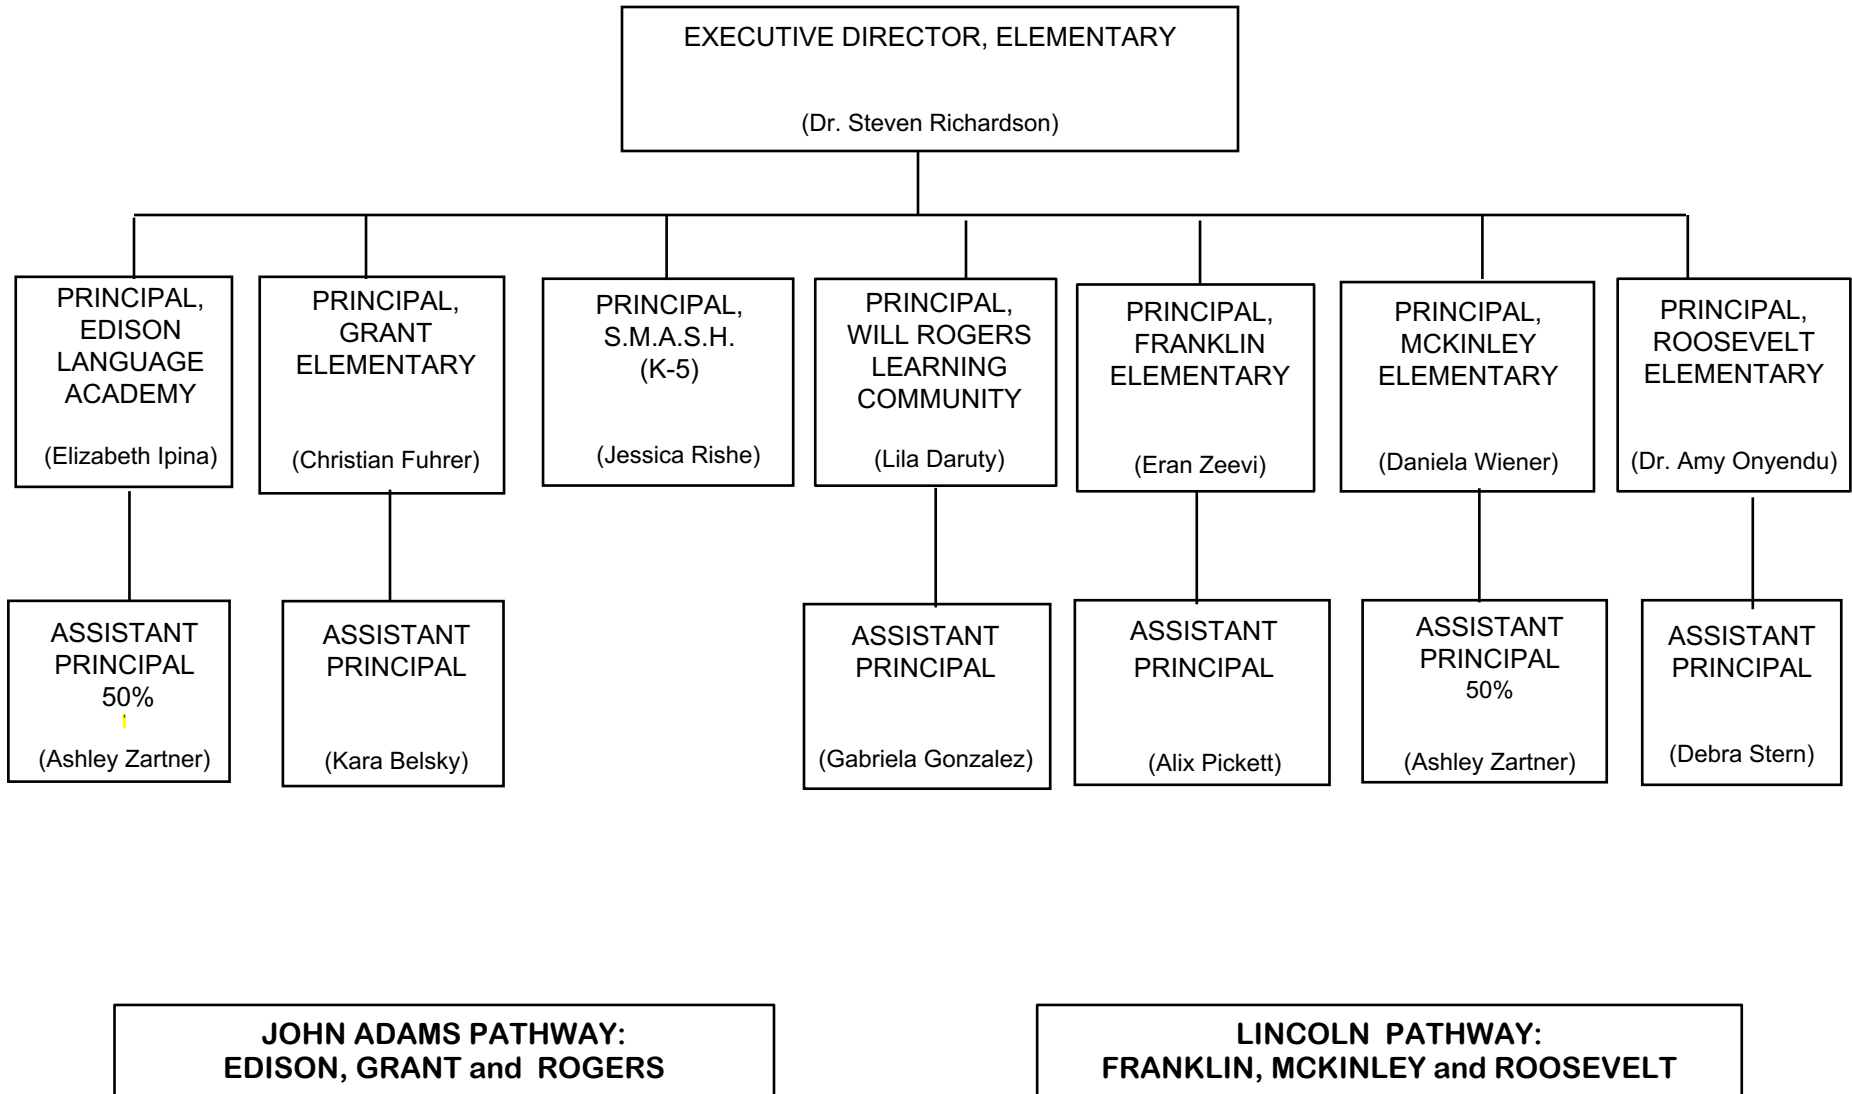 EXECUTIVE DIRECTOR, ELEMENTARY
(Dr. Steven Richardson)
PRINCIPAL,
EDISON
LANGUAGE
ACADEMY
(Elizabeth Ipina)
PRINCIPAL,
GRANT
ELEMENTARY
(Christian Fuhrer)
PRINCIPAL,
S.M.A.S.H.
(K-5)
(Jessica Rishe)
PRINCIPAL,
WILL ROGERS
LEARNING
COMMUNITY
(Lila Daruty)
PRINCIPAL,
FRANKLIN
ELEMENTARY
(Eran Zeevi)
PRINCIPAL,
MCKINLEY
ELEMENTARY
(Daniela Wiener)
PRINCIPAL,
ROOSEVELT
ELEMENTARY
(Dr. Amy Onyendu)
ASSISTANT
PRINCIPAL
50%
(Ashley Zartner)
ASSISTANT
PRINCIPAL
(Kara Belsky)
ASSISTANT
PRINCIPAL
(Gabriela Gonzalez)
ASSISTANT
PRINCIPAL
(Alix Pickett)
ASSISTANT
PRINCIPAL
50%
(Ashley Zartner)
ASSISTANT
PRINCIPAL
(Debra Stern)
JOHN ADAMS PATHWAY:
EDISON, GRANT and ROGERS
LINCOLN PATHWAY:
FRANKLIN, MCKINLEY and ROOSEVELT